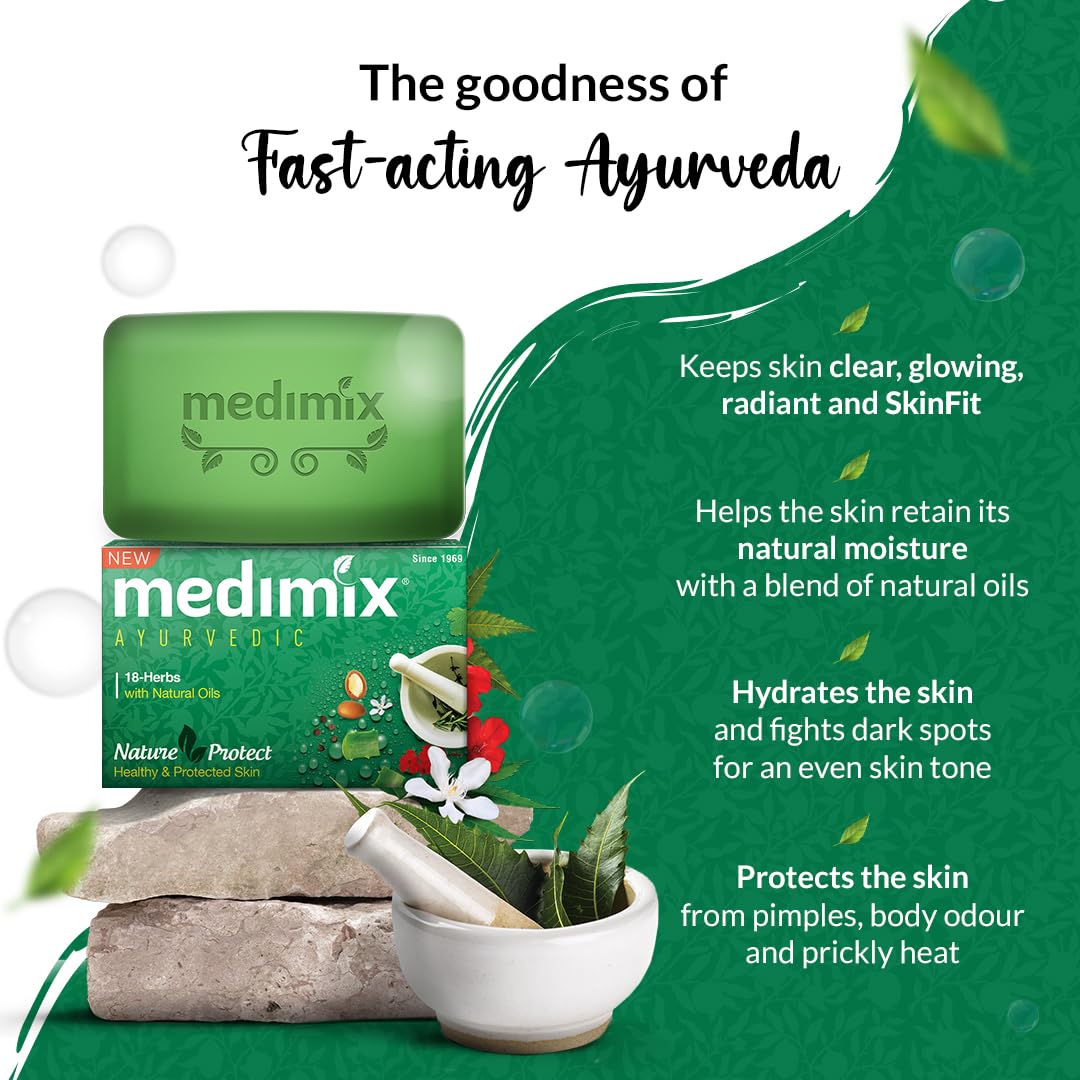 The goodness of
Fast-acting Ayurveda
medimix
NEW
Since 1969
medimix®
AYURVEDIC
18-Herbs
with Natural Oils
Nature Protect
Healthy & Protected Skin
Keeps skin clear, glowing,
radiant and SkinFit
Helps the skin retain its
natural moisture
with a blend of natural oils
Hydrates the skin
and fights dark spots
for an even skin tone
Protects the skin
from pimples, body odour
and prickly heat